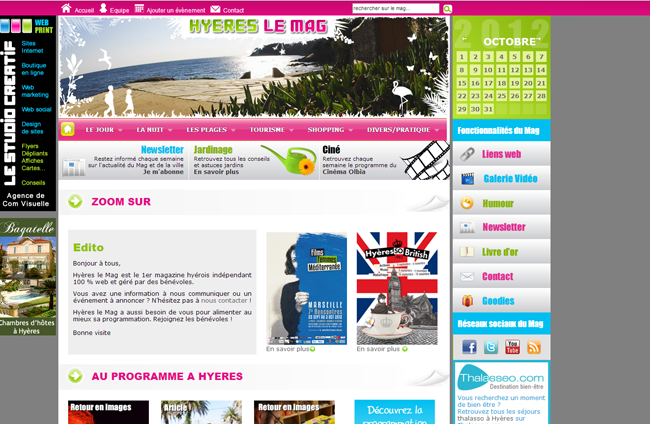 Accueil Equipe Ajouter un évènement Contact
rechercher sur le mag...
WEB
PRINT
LE STUDIO CREATIF
Sites
Internet
Boutique
en ligne
Web
marketing
Web social
Design
de sites
Flyers
Dépliants
Affiches
Cartes...
Conseils
Agence de
Com Visuelle
Bagatelle
Chambres d'hôtes
à Hyères
HYERES LE MAG
LE JOUR LA NUIT LES PLAGES TOURISME SHOPPING DIVERS/PRATIQUE
Newsletter
Restez informé chaque semaine
sur l'actualité du Mag et de la ville
Je m'abonne
Jardinage
Retrouvez tous les conseils
et astuces jardins
En savoir plus
Ciné
Retrouvez chaque
semaine le programme du
Cinéma Olbia
ZOOM SUR
Edito
Bonjour à tous,
Hyères le Mag est le 1er magazine hyérois indépendant
100 % web et géré par des bénévoles.
Vous avez une information à nous communiquer ou un
événement à annoncer ? N'hésitez pas à nous contacter !
Hyères le Mag a aussi besoin de vous pour alimenter au
mieux sa programmation. Rejoignez les bénévoles !
Bonne visite
Films
femmes
Méditerranée
MARSEILLE
7e Rencontres
En savoir plus
Hyères SO British
En savoir plus
AU PROGRAMME A HYERES
Retour en images
Article
Retour en images
Découvrez la
programmation
2012
← OCTOBRE →
1 2 3 4 5 6 7
8 9 10 11 12 13 14
15 16 17 18 19 20 21
22 23 24 25 26 27 28
29 30 31
Fonctionnalités du Mag
Liens web
Galerie Vidéo
Humour
Newsletter
Livre d'or
Contact
Goodies
Réseaux sociaux du Mag
You Tube
Thalasseo.com
Destination bien-être
Vous recherchez un moment
de bien être ?
Retrouvez tous les séjours
thalasso à Hyères sur